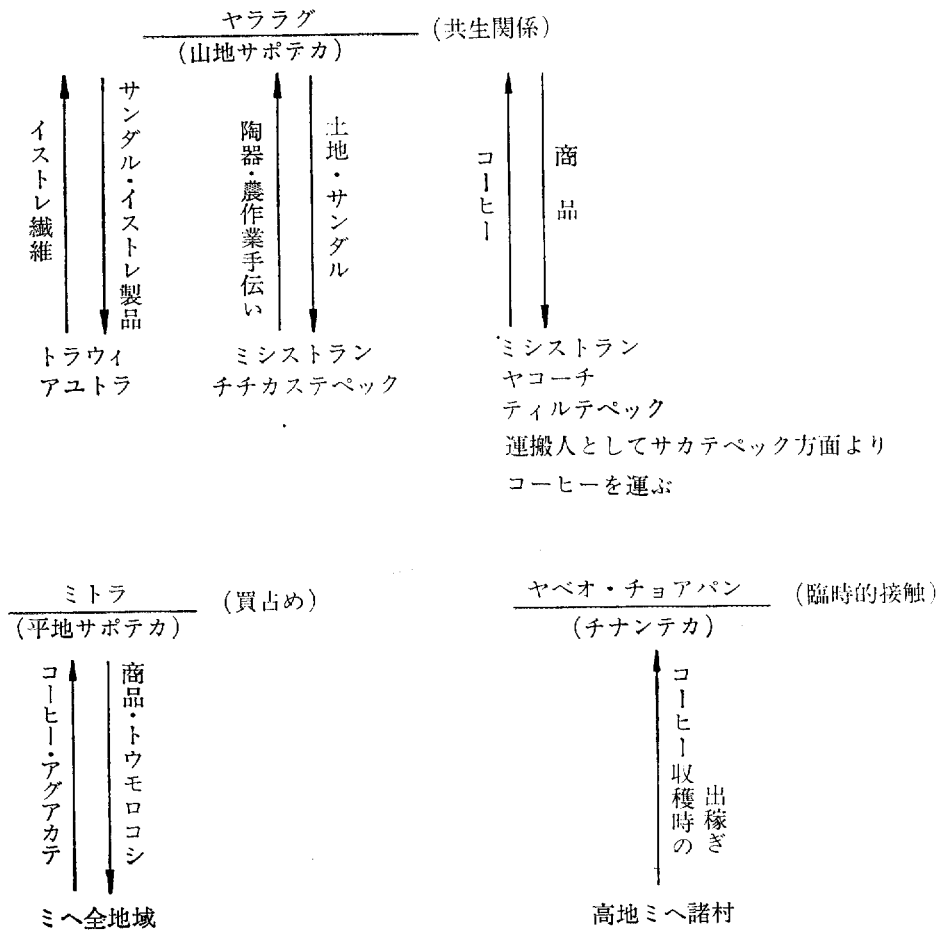 ヤララグ (共生関係)
(山地サポテカ)
イストレ繊維
サンダル・イストレ製品
陶器・農作業手伝い
土地・サンダル
コーヒー
商品
トラウィ
アユトラ
ミシストラン
チチカステペック
ミシストラン
ヤコーチ
ティルテペック
運搬人としてサカテペック方面より
コーヒーを運ぶ
ミトラ (買占め)
(平地サポテカ)
コーヒー・アグアカテ
商品・トウモロコシ
ミヘ全地域
ヤベオ・チョアパン (臨時的接触)
(チナンテカ)
コーヒー収穫時の
出稼ぎ
高地ミヘ諸村